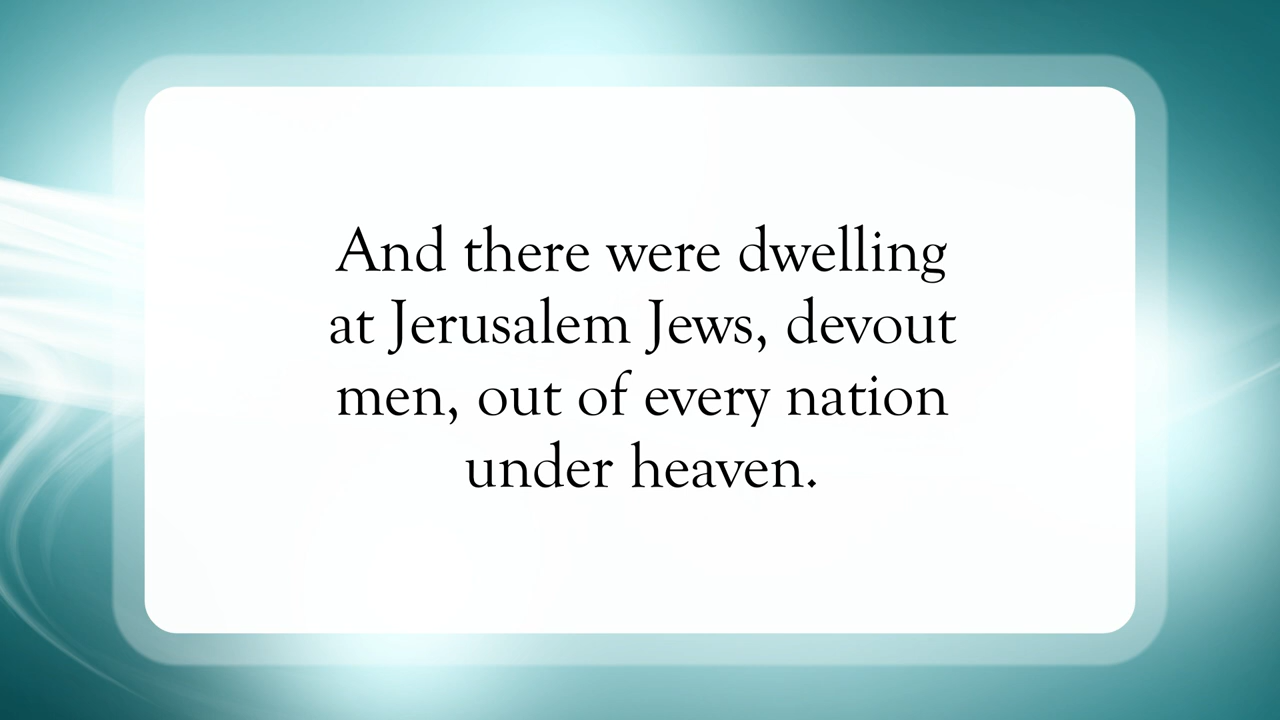 And there were dwelling
at Jerusalem Jews, devout
men, out of every nation
under heaven.